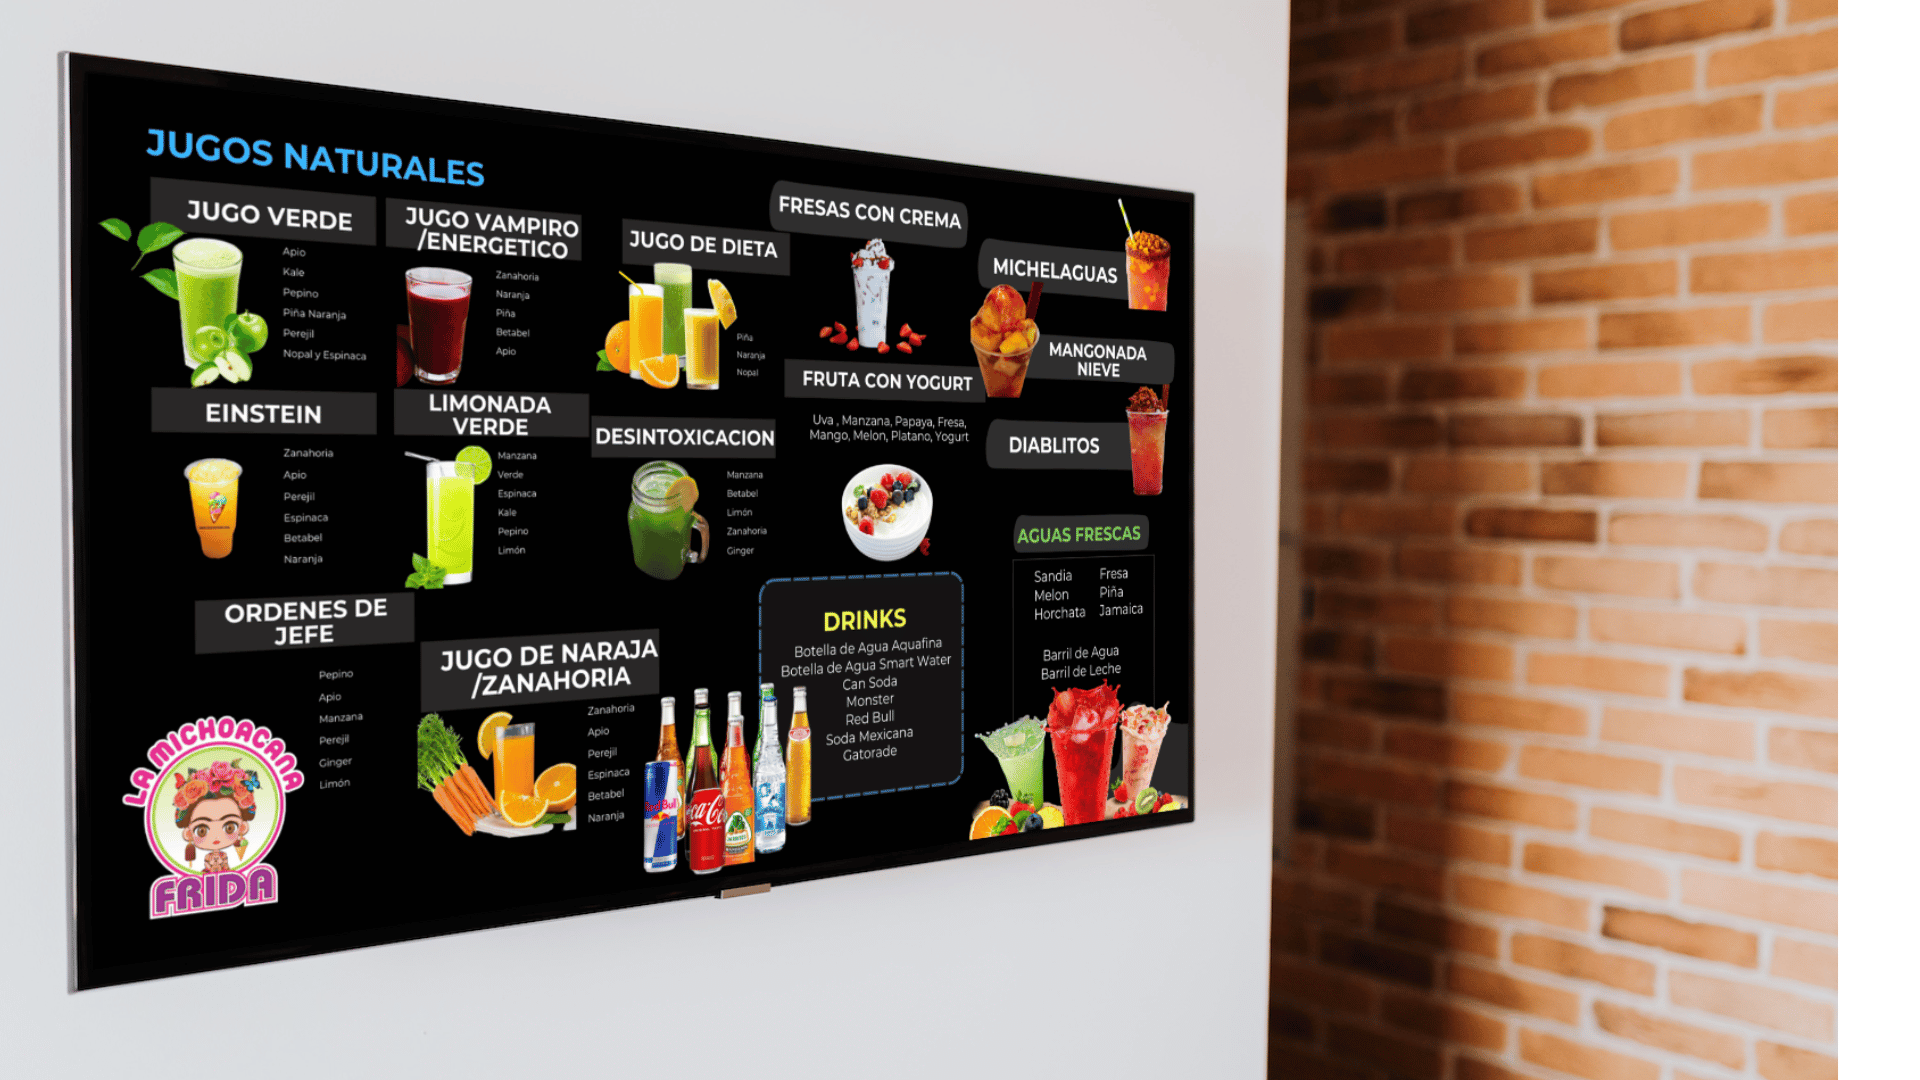 JUGOS NATURALES
JUGO VERDE
Apio
Kale
Pepino
Piña Naranja
Perejil
Nopal y Espinaca
JUGO VAMPIRO
/ENERGETICO
Zanahoria
Naranja
Piña
Betabel
Apio
JUGO DE DIETA
Piña
Naranja
Nopal
EINSTEIN
Zanahoria
Apio
Perejil
Espinaca
Betabel
Naranja
LIMONADA
VERDE
Manzana
Verde
Espinaca
Kale
Pepino
Limón
DESINTOXICACION
Manzana
Betabel
Limón
Zanahoria
Ginger
ORDENES DE
JEFE
Pepino
Apio
Manzana
Perejil
Ginger
Limón
JUGO DE NARAJA
/ZANAHORIA
Zanahoria
Apio
Perejil
Espinaca
Betabel
Naranja
LA MICHOACANA
FRIDA
FRESAS CON CREMA
FRUTA CON YOGURT
Uva , Manzana, Papaya, Fresa,
Mango, Melon, Platano, Yogurt
DRINKS
Botella de Agua Aquafina
Botella de Agua Smart Water
Can Soda
Monster
Red Bull
Soda Mexicana
Gatorade
Red Bull
Coca-Cola
MICHELAGUAS
MANGONADA
NIEVE
DIABLITOS
AGUAS FRESCAS
Sandia Fresa
Melon Piña
Horchata Jamaica
Barril de Agua
Barril de Leche